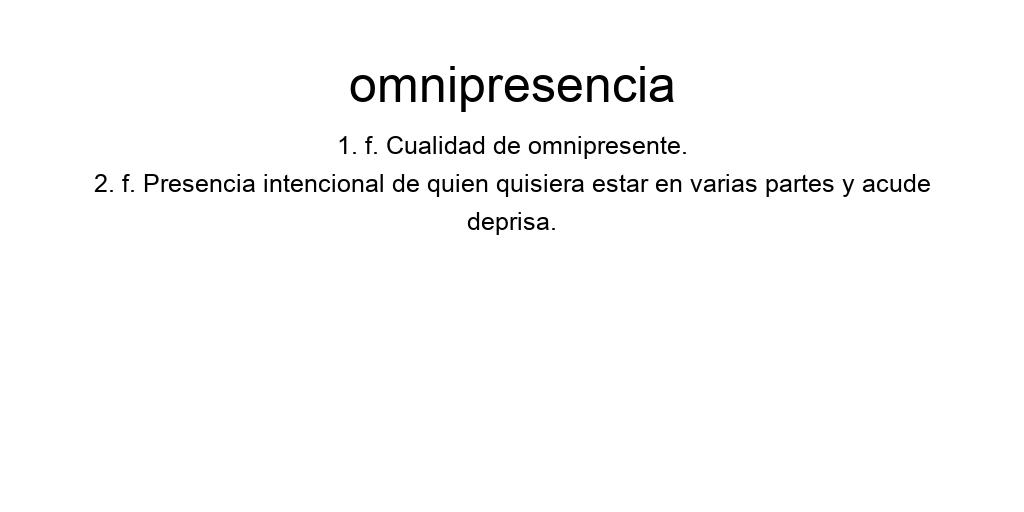 omnipresencia
1. f. Cualidad de omnipresente.
2. f. Presencia intencional de quien quisiera estar en varias partes y acude
deprisa.